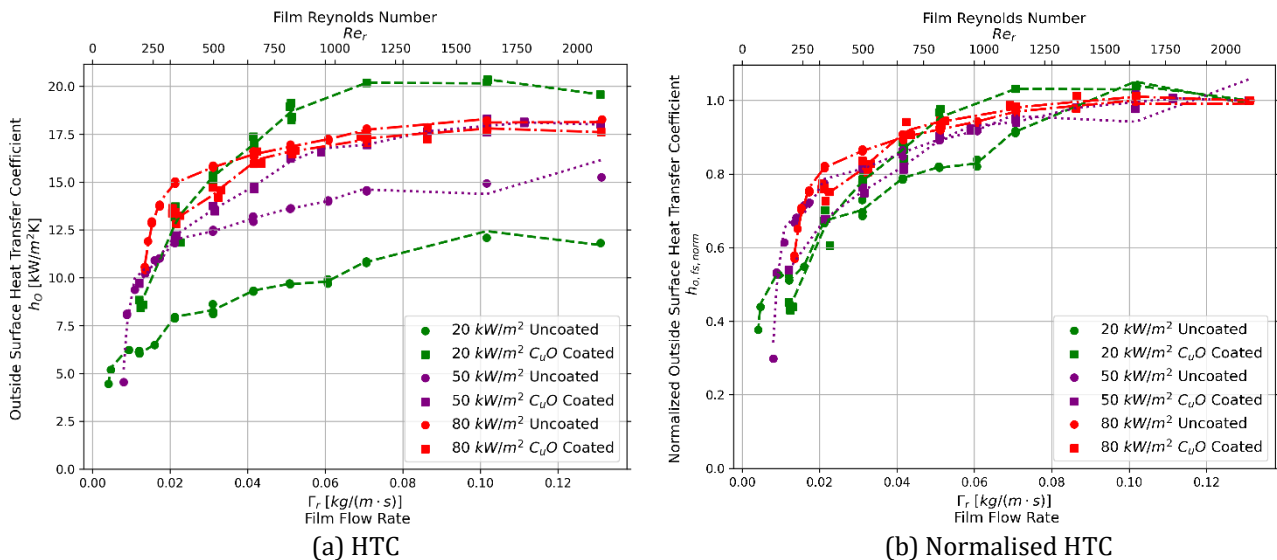 Film Reynolds Number
Re_r
0 250 500 750 1000 1250 1500 1750 2000
Outside Surface Heat Transfer Coefficient
h_O [kW/m²K]
20.0
17.5
15.0
12.5
10.0
7.5
5.0
2.5
0.0
20 kW/m² Uncoated
20 kW/m² C_uO Coated
50 kW/m² Uncoated
50 kW/m² C_uO Coated
80 kW/m² Uncoated
80 kW/m² C_uO Coated
0.00 0.02 0.04 0.06 0.08 0.10 0.12
Γ_r [kg/(m · s)]
Film Flow Rate
(a) HTC
Film Reynolds Number
Re_r
0 250 500 750 1000 1250 1500 1750 2000
Normalized Outside Surface Heat Transfer Coefficient
h_o,fs,norm
1.0
0.8
0.6
0.4
0.2
0.0
20 kW/m² Uncoated
20 kW/m² C_uO Coated
50 kW/m² Uncoated
50 kW/m² C_uO Coated
80 kW/m² Uncoated
80 kW/m² C_uO Coated
0.00 0.02 0.04 0.06 0.08 0.10 0.12
Γ_r [kg/(m · s)]
Film Flow Rate
(b) Normalised HTC